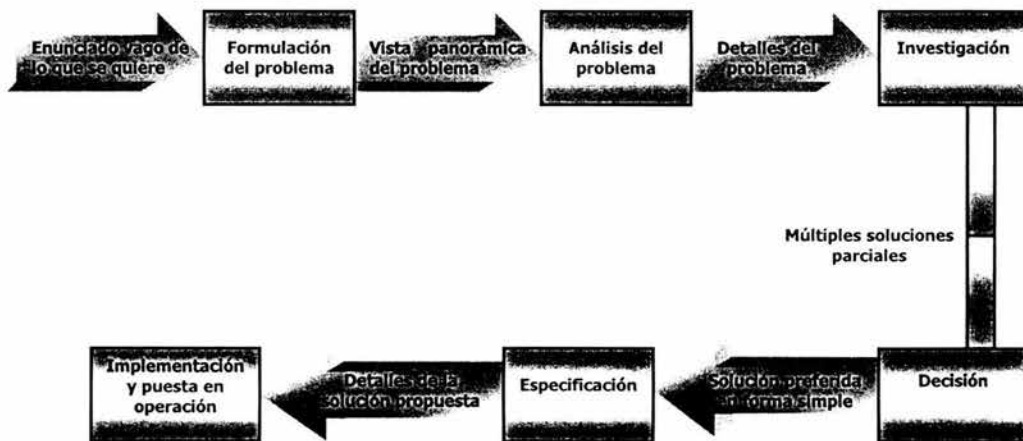 Enunciado vago de
lo que se quiere
Formulación
del problema
Vista panorámica
del problema
Análisis del
problema
Detalles del
problema
Investigación
Múltiples soluciones
parciales
Decisión
Solución preferida
en forma simple
Especificación
Detalles de la
solución propuesta
Implementación
y puesta en
operación